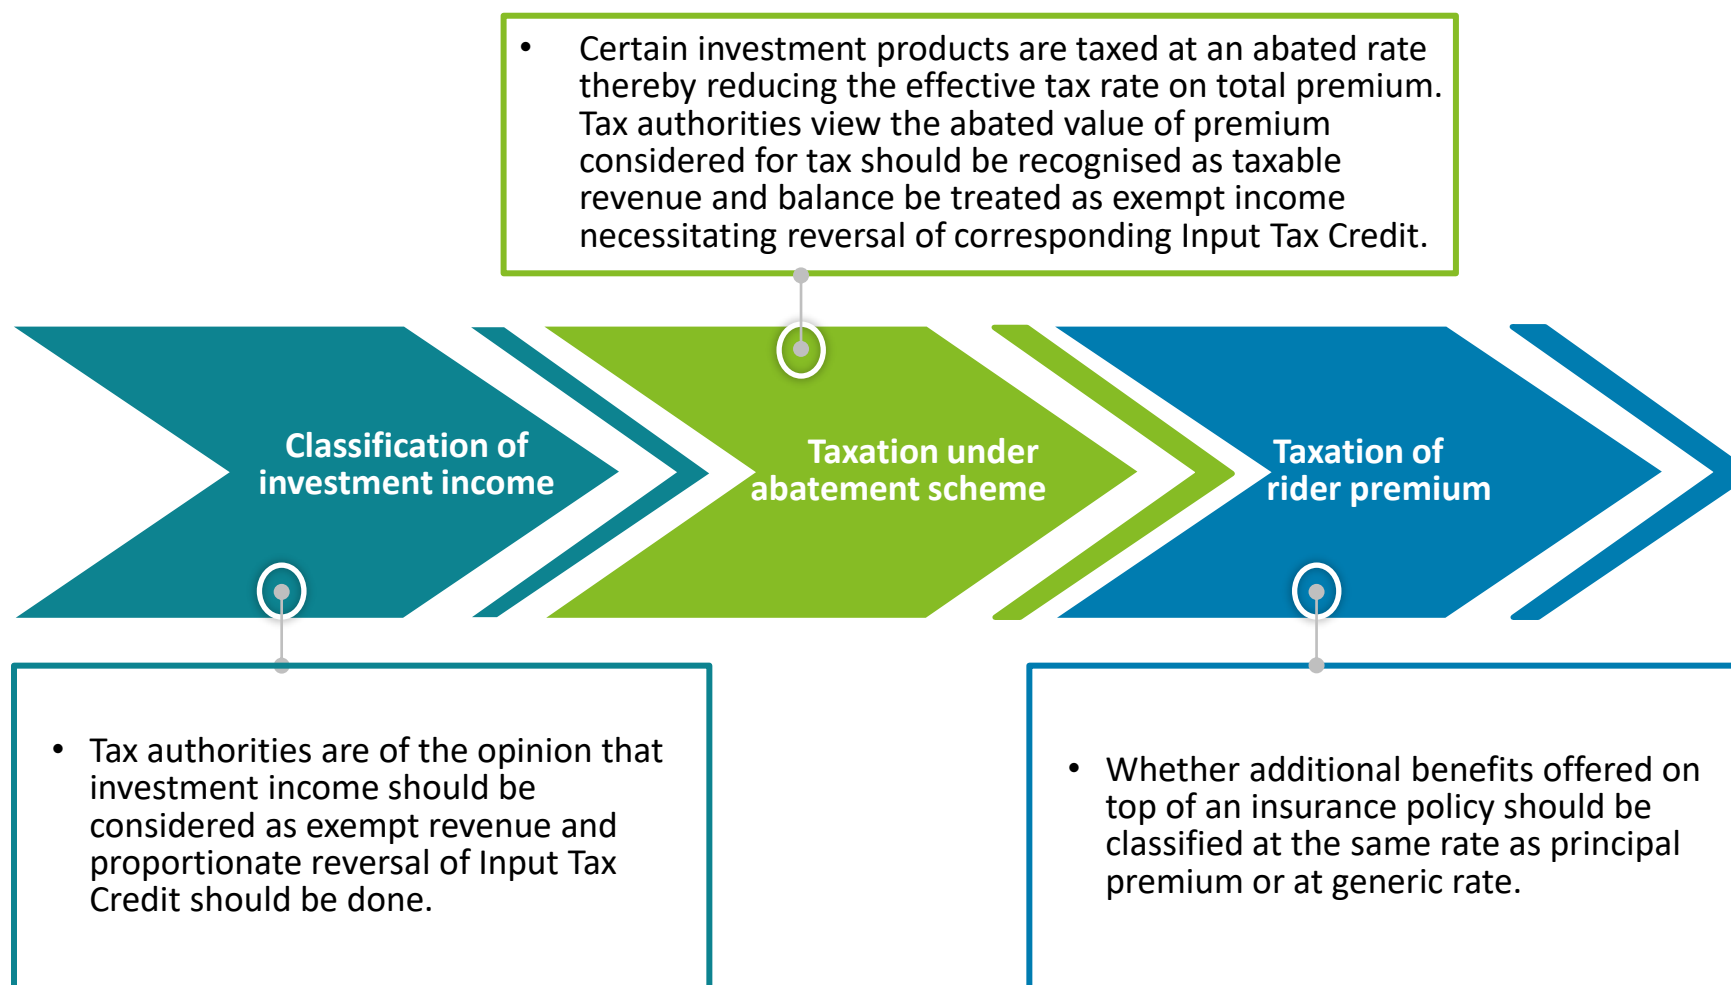 • Certain investment products are taxed at an abated rate
thereby reducing the effective tax rate on total premium.
Tax authorities view the abated value of premium
considered for tax should be recognised as taxable
revenue and balance be treated as exempt income
necessitating reversal of corresponding Input Tax Credit.
Classification of
investment income
Taxation under
abatement scheme
Taxation of
rider premium
• Tax authorities are of the opinion that
investment income should be
considered as exempt revenue and
proportionate reversal of Input Tax
Credit should be done.
• Whether additional benefits offered on
top of an insurance policy should be
classified at the same rate as principal
premium or at generic rate.